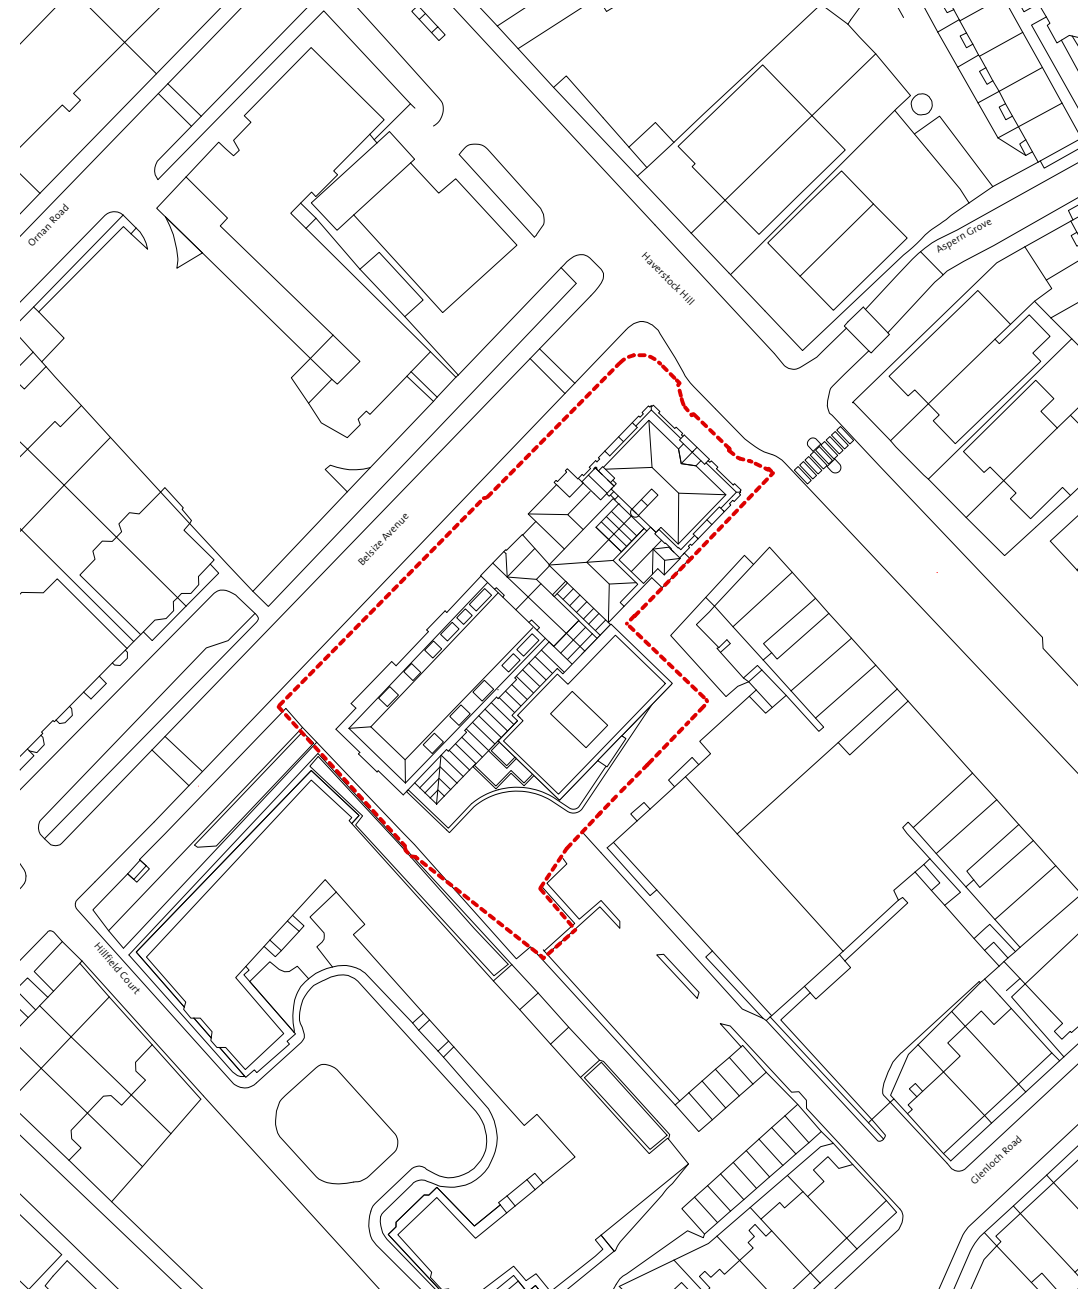 Ornan Road
Aspern Grove
Haverstock Hill
Belsize Avenue
Hillfield Court
Glenloch Road